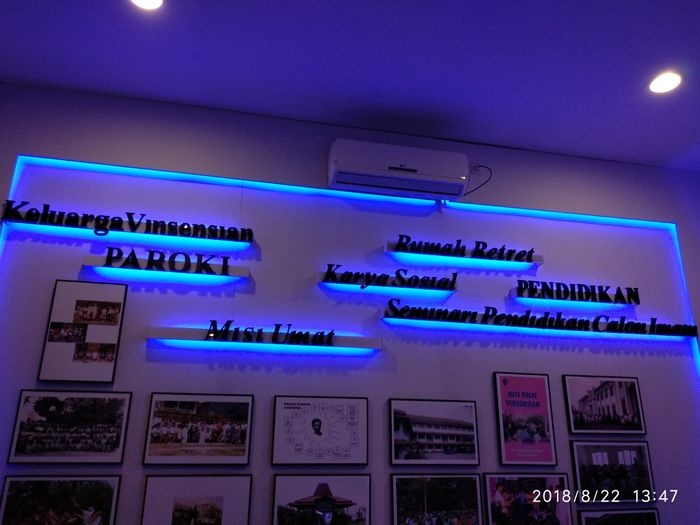 Keluarga Vinsensian
PAROKI
Rumah Retret
Karya Sosial
PENDIDIKAN
Seminari Pendidikan Calon Imam
Misi Umat
MISI UMAT
VINSENSIAN
2018/8/22 13:47